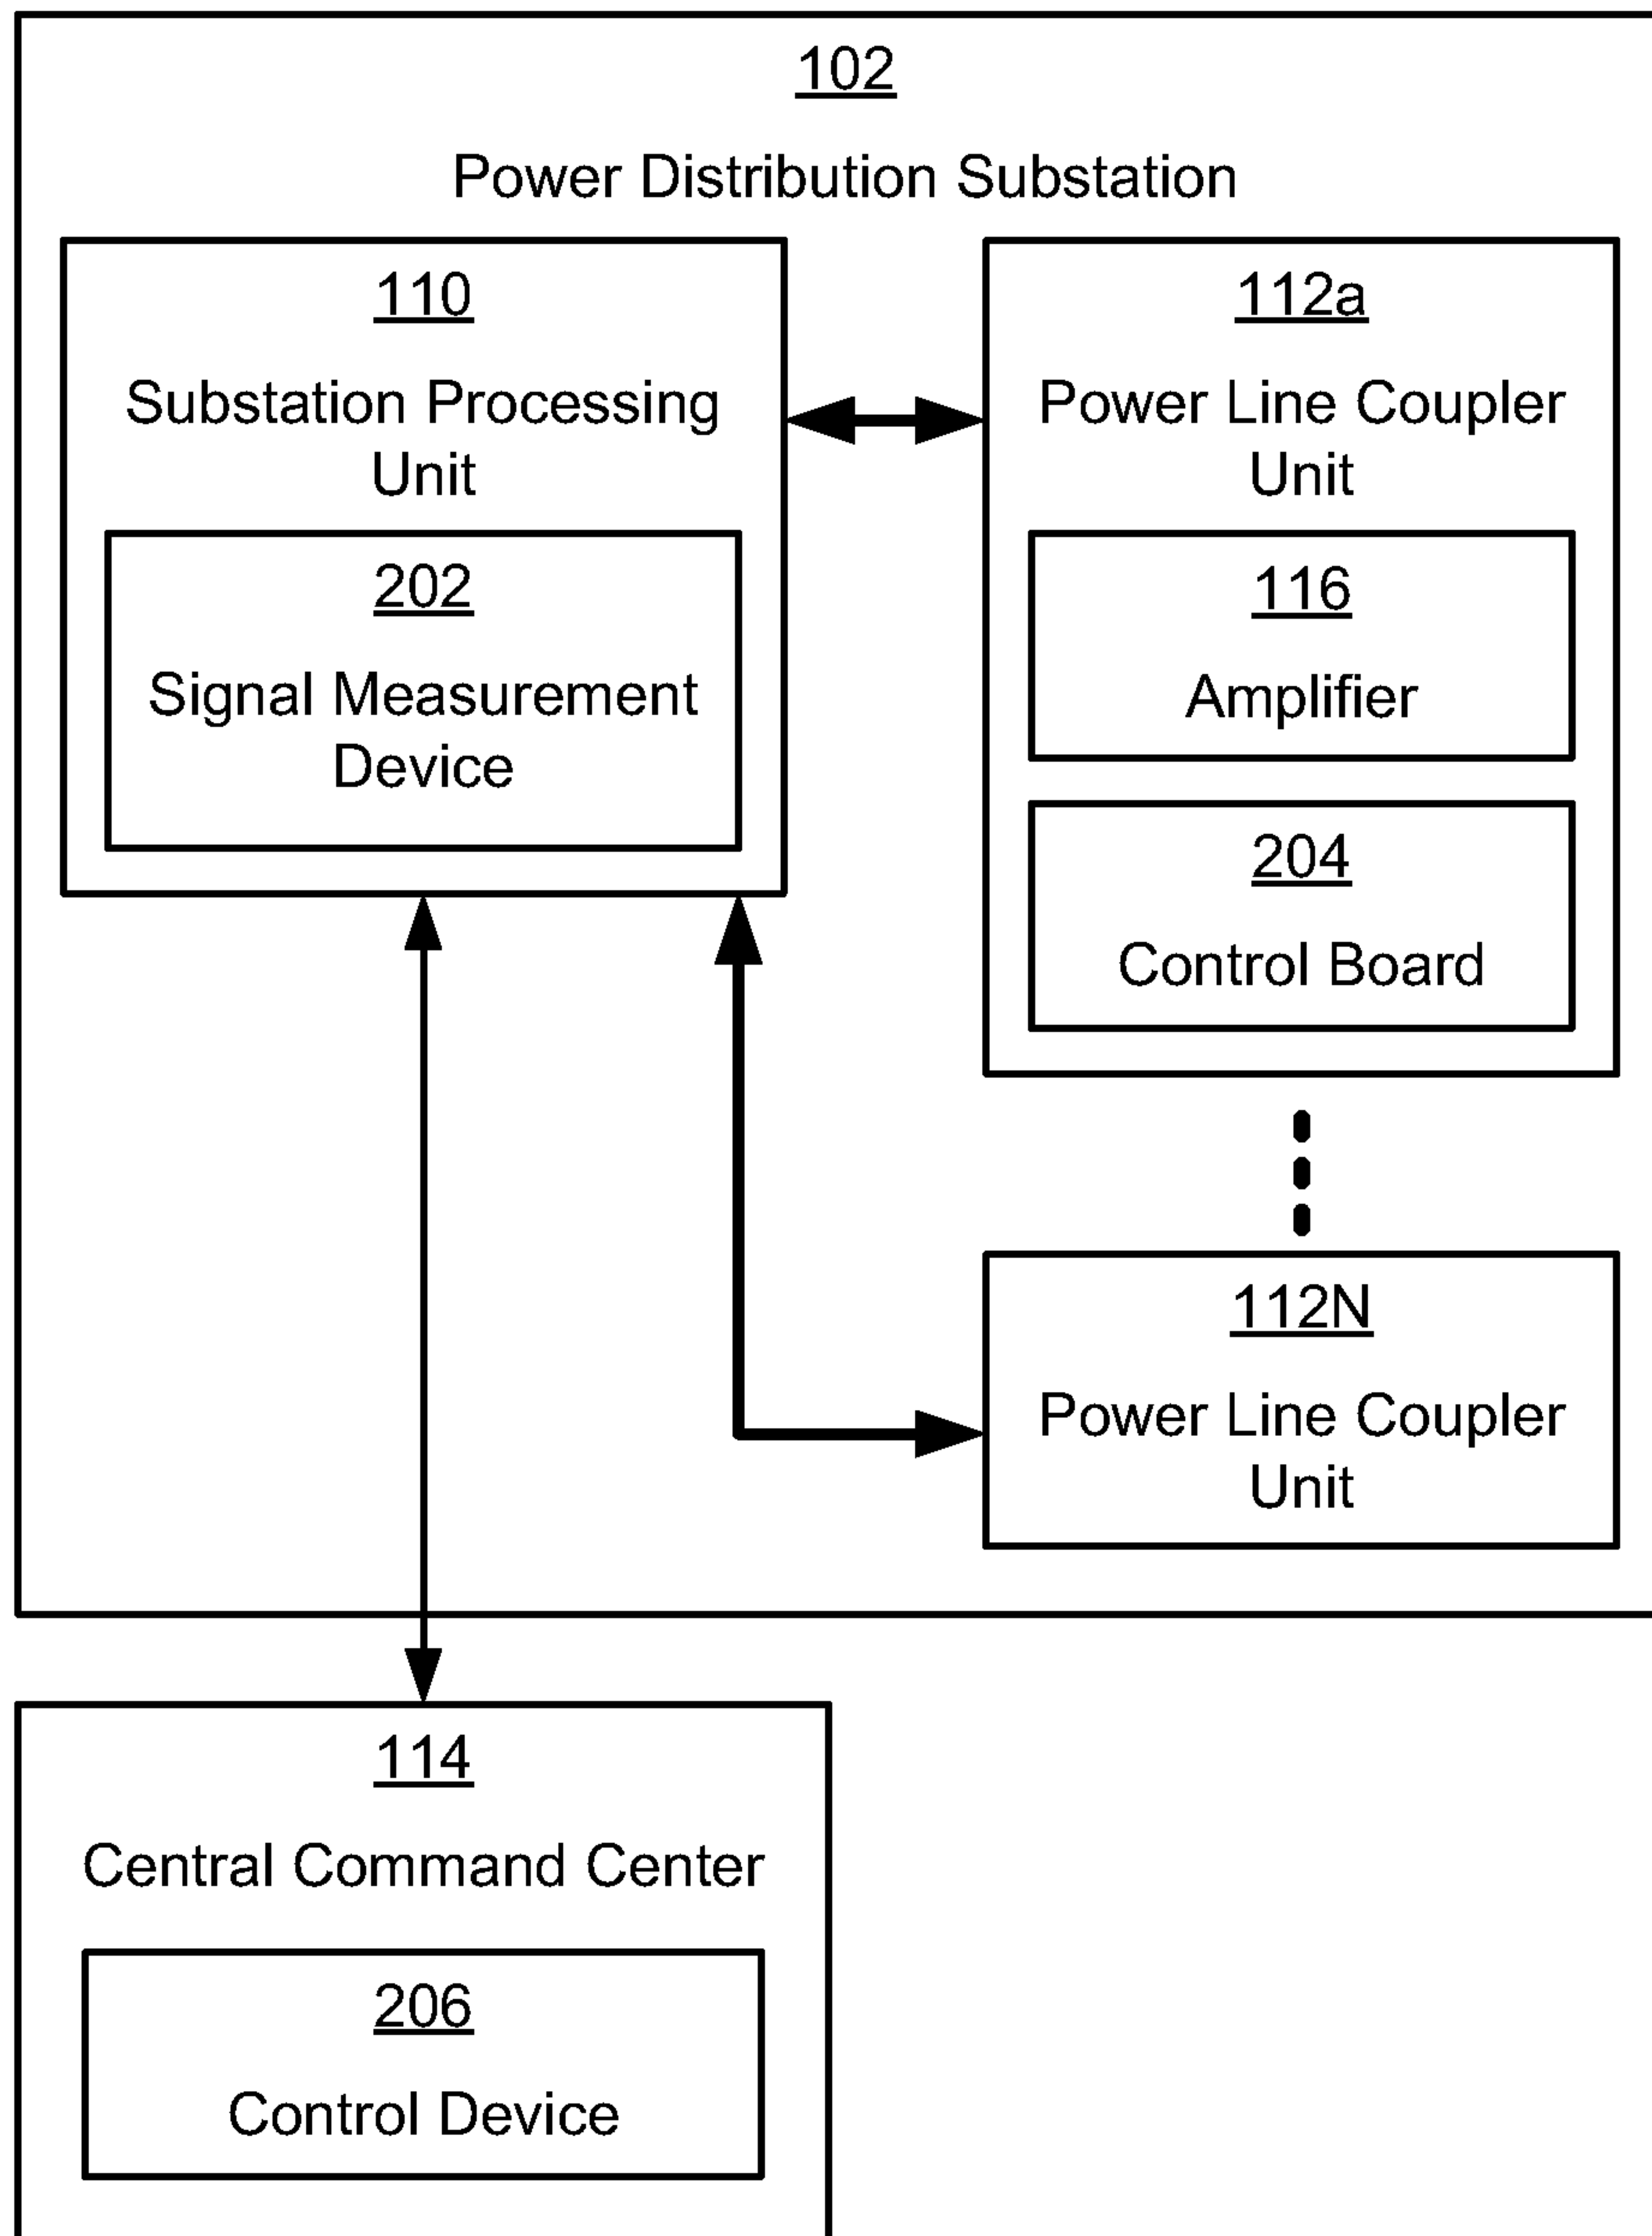 102
Power Distribution Substation
110
Substation Processing
Unit
202
Signal Measurement
Device
112a
Power Line Coupler
Unit
116
Amplifier
204
Control Board
112N
Power Line Coupler
Unit
114
Central Command Center
206
Control Device